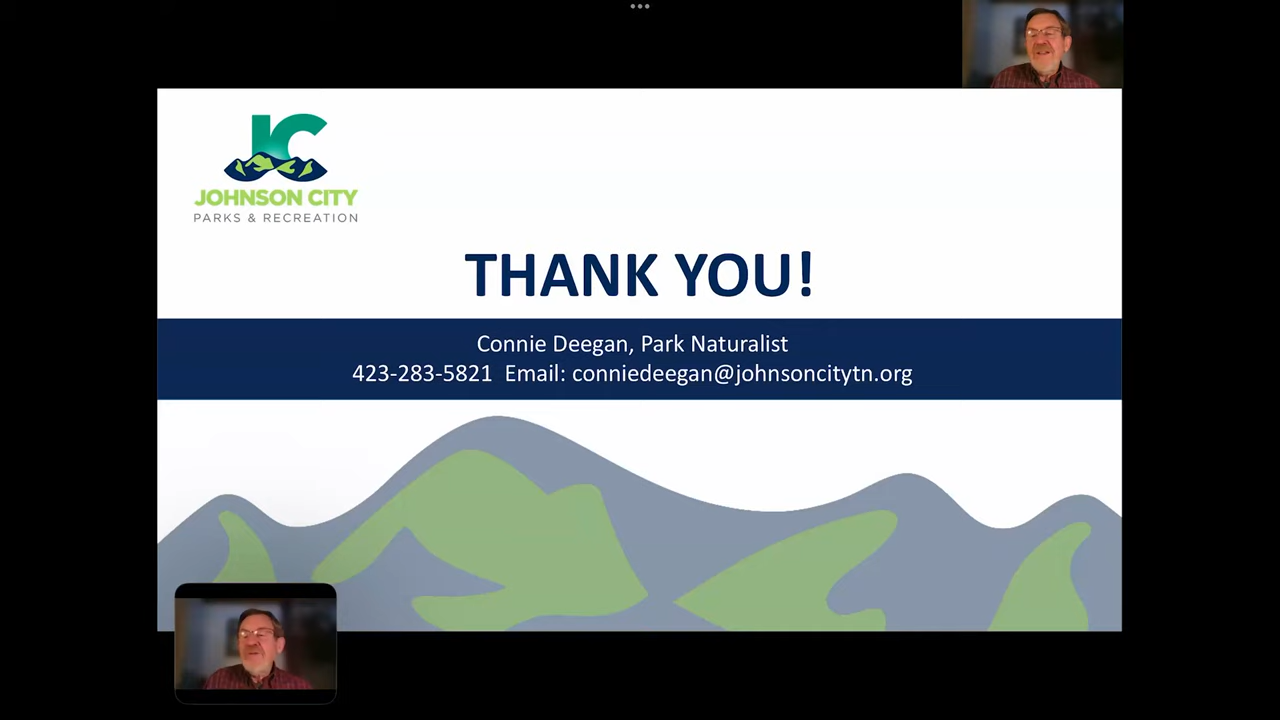 JC
JOHNSON CITY
PARKS & RECREATION
THANK YOU!
Connie Deegan, Park Naturalist
423-283-5821 Email: conniedeegan@johnsoncitytn.org